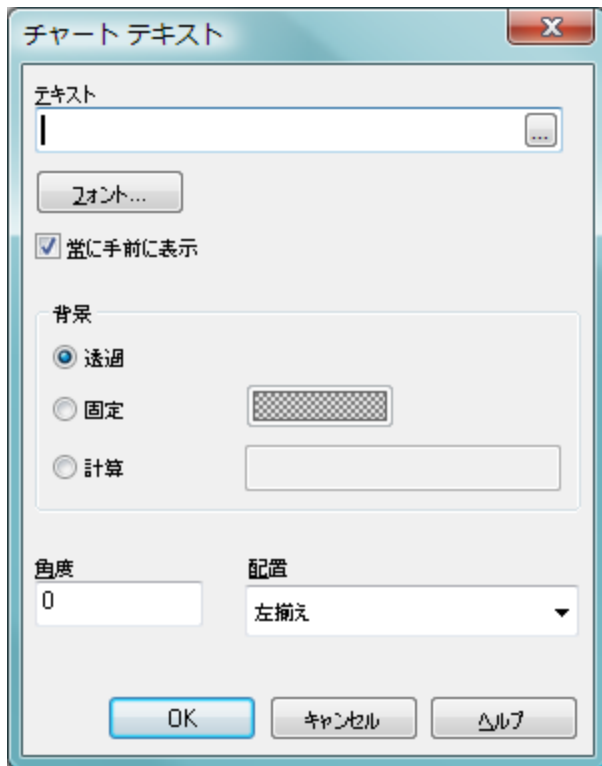 チャート テキスト
テキスト
...
フォント...
常に手前に表示
背景
透過
固定
計算
角度
配置
0
左揃え
OK
キャンセル
ヘルプ